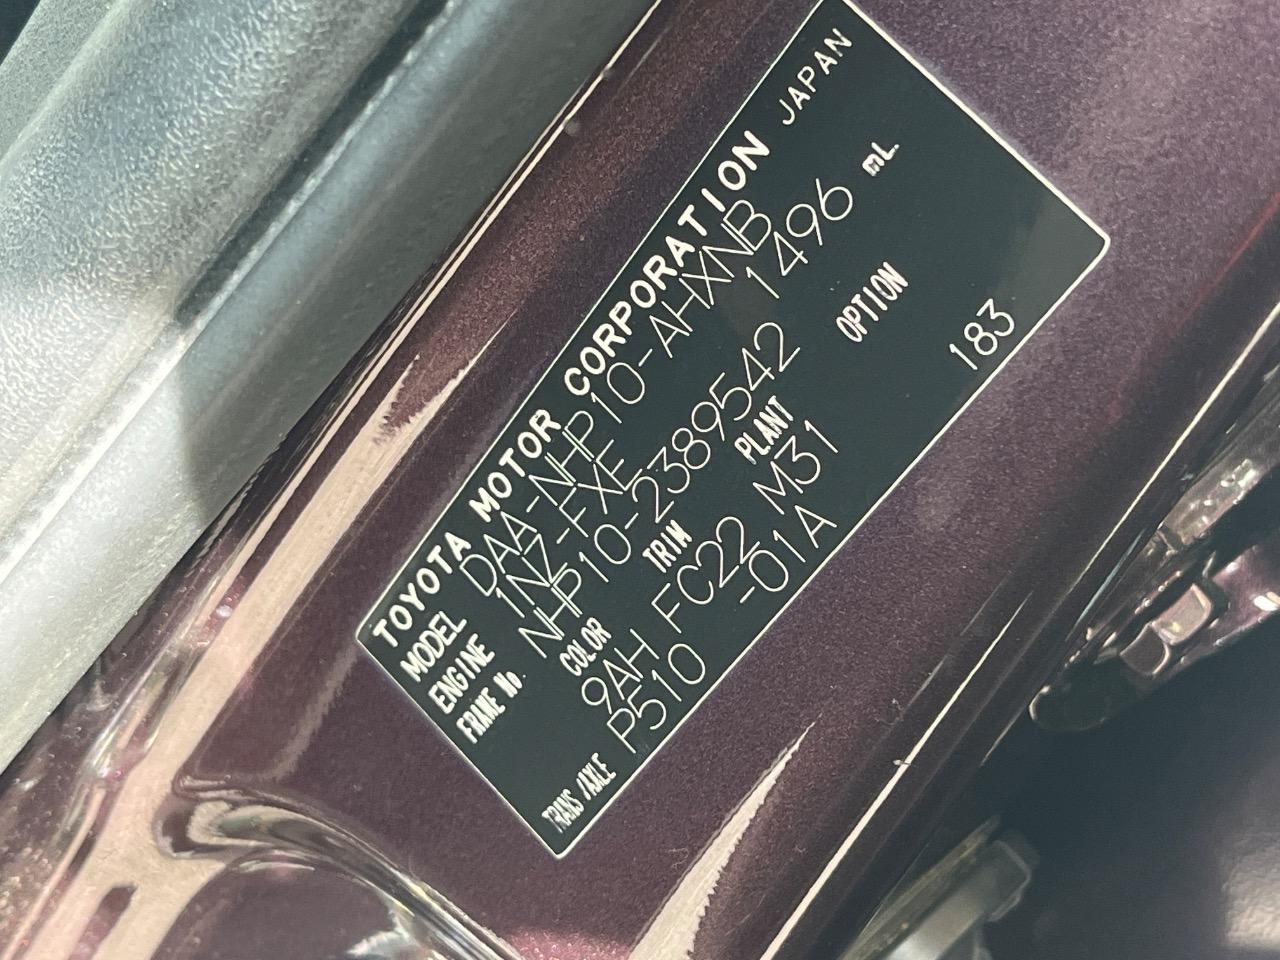 TOYOTA MOTOR CORPORATION JAPAN
MODEL DAA-NHP10-AHXNB
ENGINE 1NZ-FXE 1496 mL.
FRAME No. NHP10-2389542
COLOR TRIM PLANT OPTION
9AH FC22 M31
TRANS/AXLE P510 -01A 183